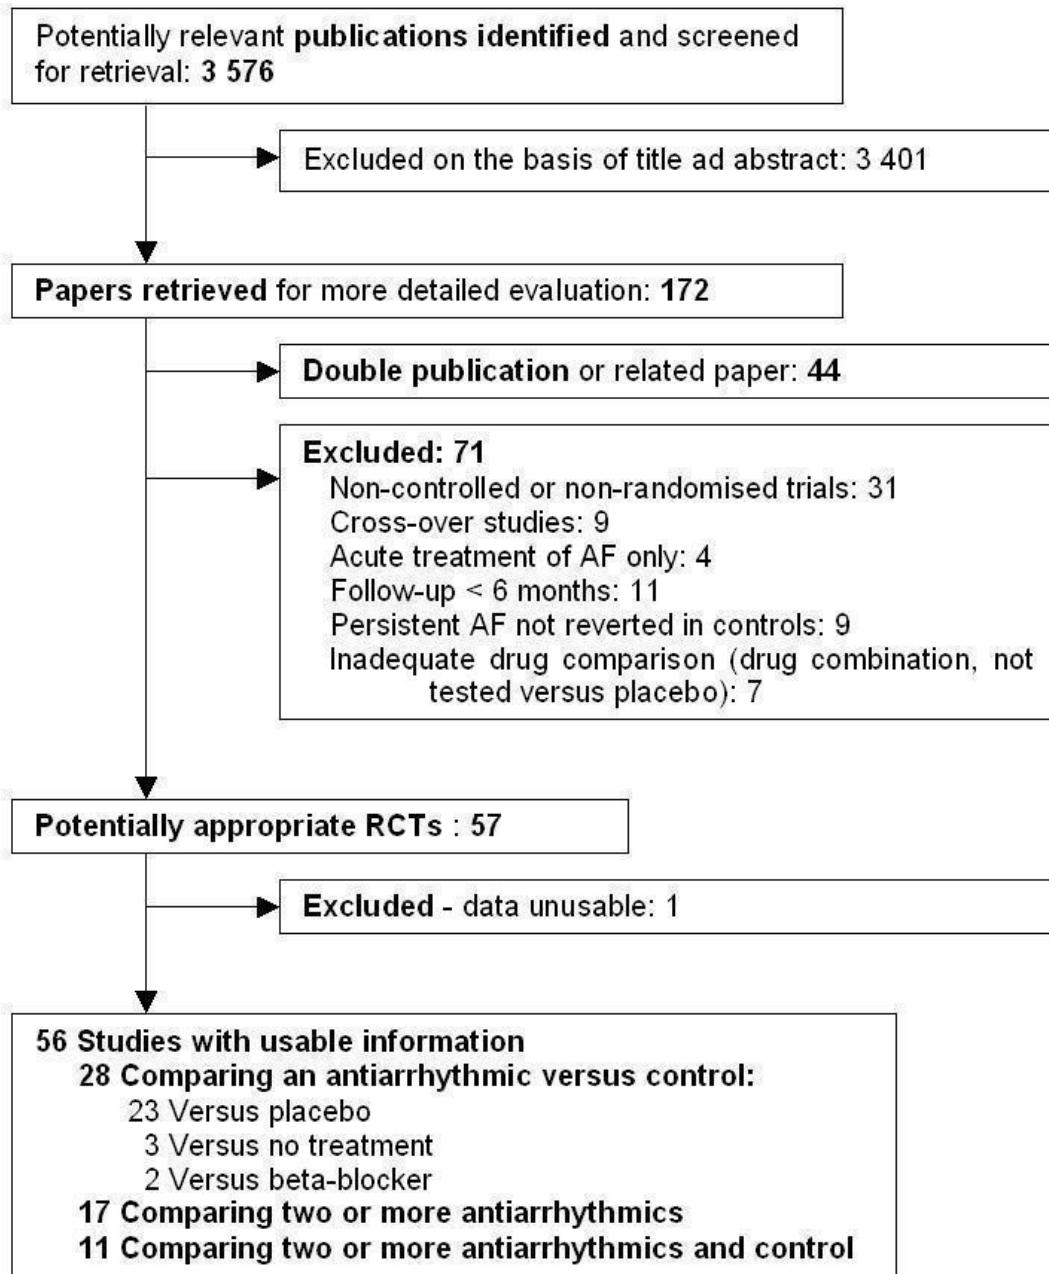 Potentially relevant publications identified and screened
for retrieval: 3 576
Excluded on the basis of title ad abstract: 3 401
Papers retrieved for more detailed evaluation: 172
Double publication or related paper: 44
Excluded: 71
Non-controlled or non-randomised trials: 31
Cross-over studies: 9
Acute treatment of AF only: 4
Follow-up < 6 months: 11
Persistent AF not reverted in controls: 9
Inadequate drug comparison (drug combination, not
tested versus placebo): 7
Potentially appropriate RCTs : 57
Excluded - data unusable: 1
56 Studies with usable information
28 Comparing an antiarrhythmic versus control:
23 Versus placebo
3 Versus no treatment
2 Versus beta-blocker
17 Comparing two or more antiarrhythmics
11 Comparing two or more antiarrhythmics and control